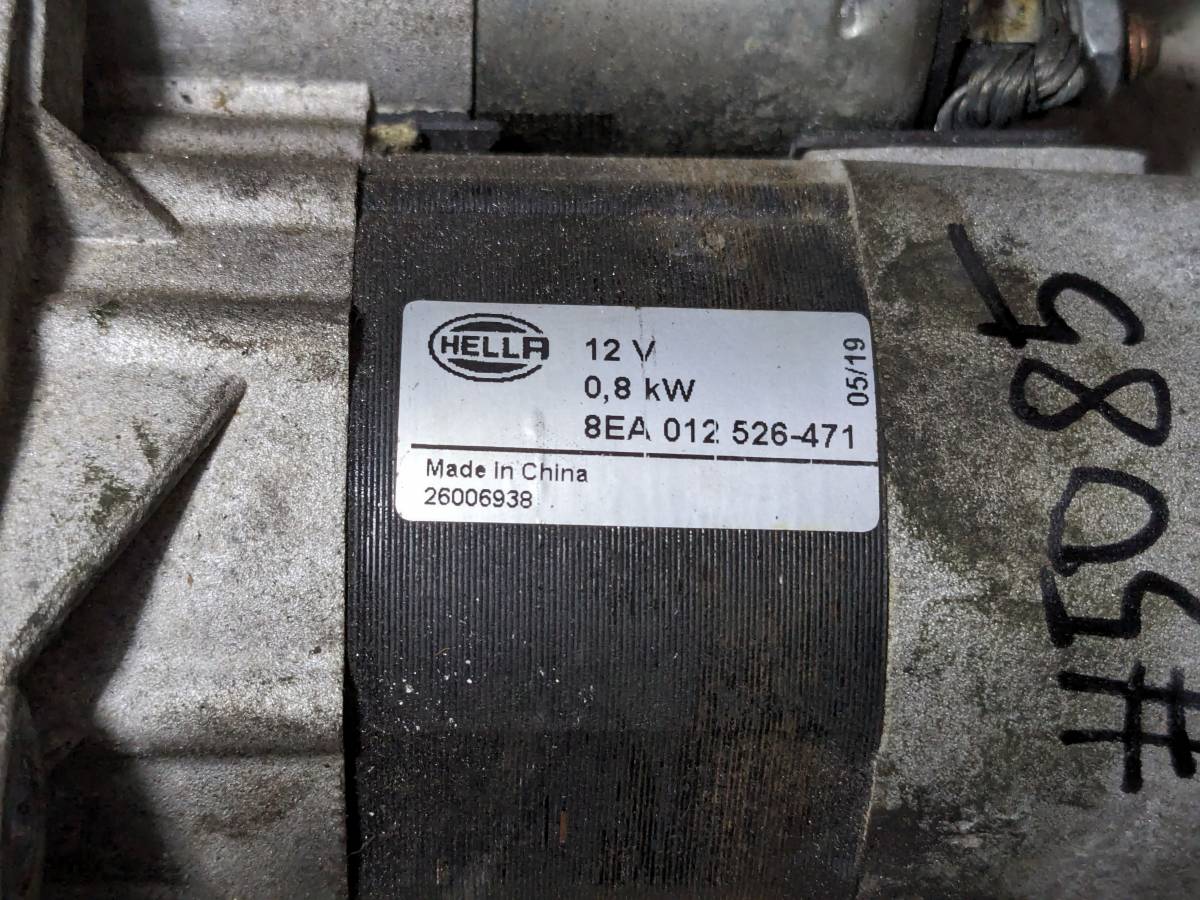 HELLA
12 V
0,8 kW
8EA 012 526-471
05/19
Made in China
26006938
#5085